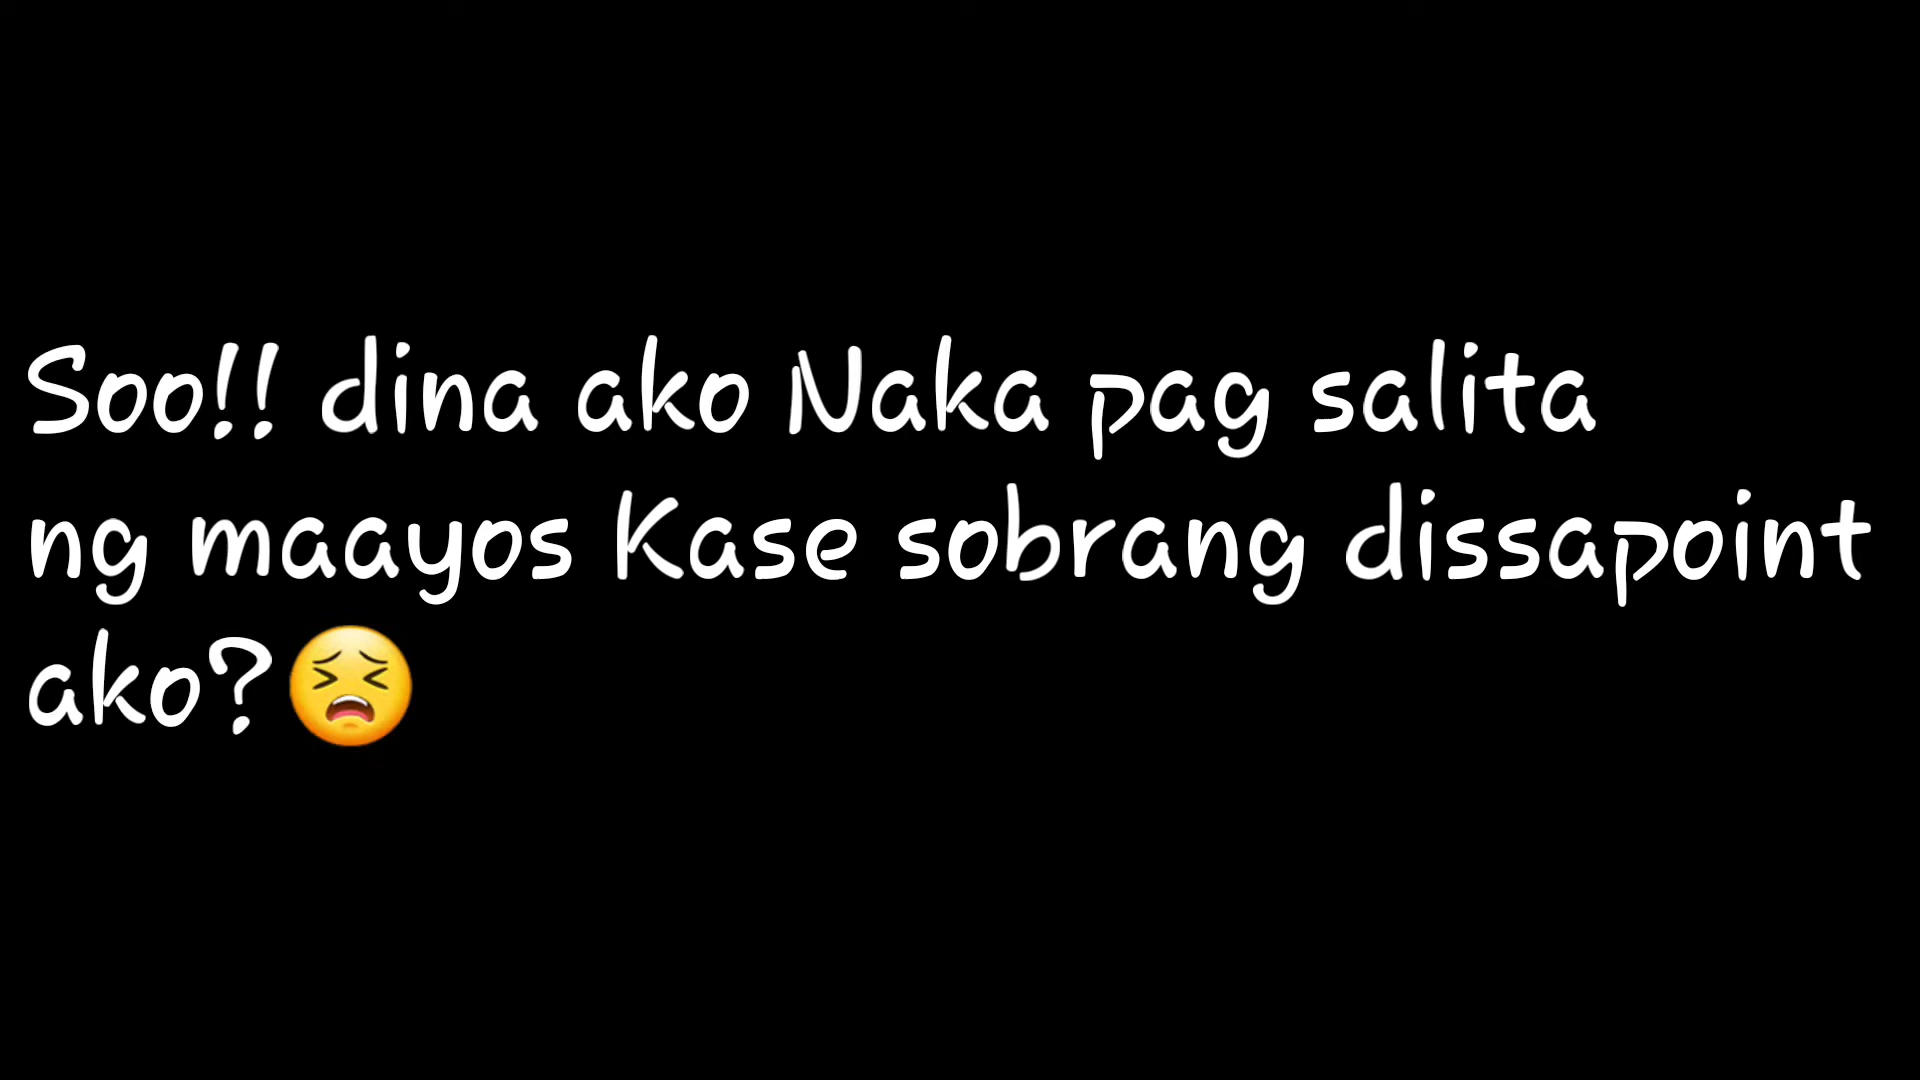 Soo!! dina ako Naka pag salita
ng maayos Kase sobrang dissapoint
ako?😣